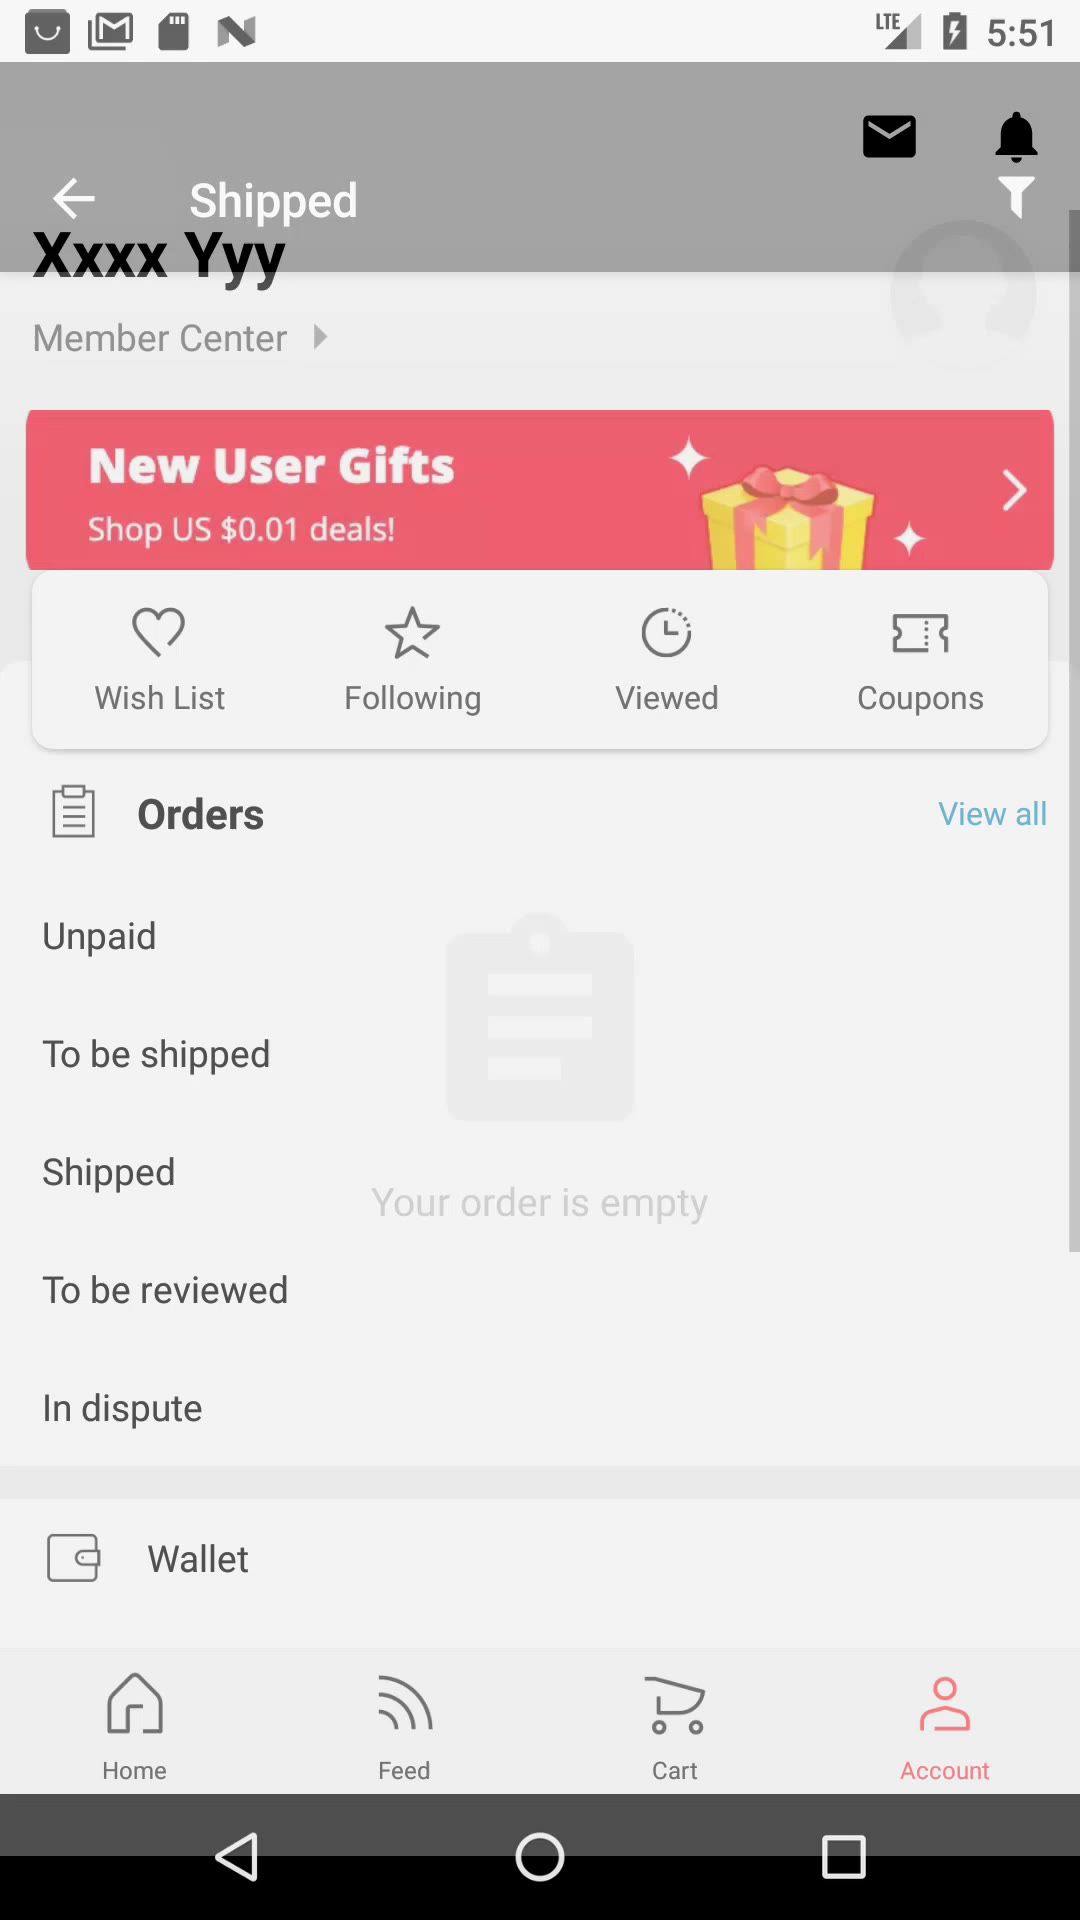 LTE 5:51
Shipped
Xxxx Yyy
Member Center
New User Gifts
Shop US $0.01 deals!
Wish List Following Viewed Coupons
Orders View all
Unpaid
To be shipped
Shipped
Your order is empty
To be reviewed
In dispute
Wallet
Home Feed Cart Account